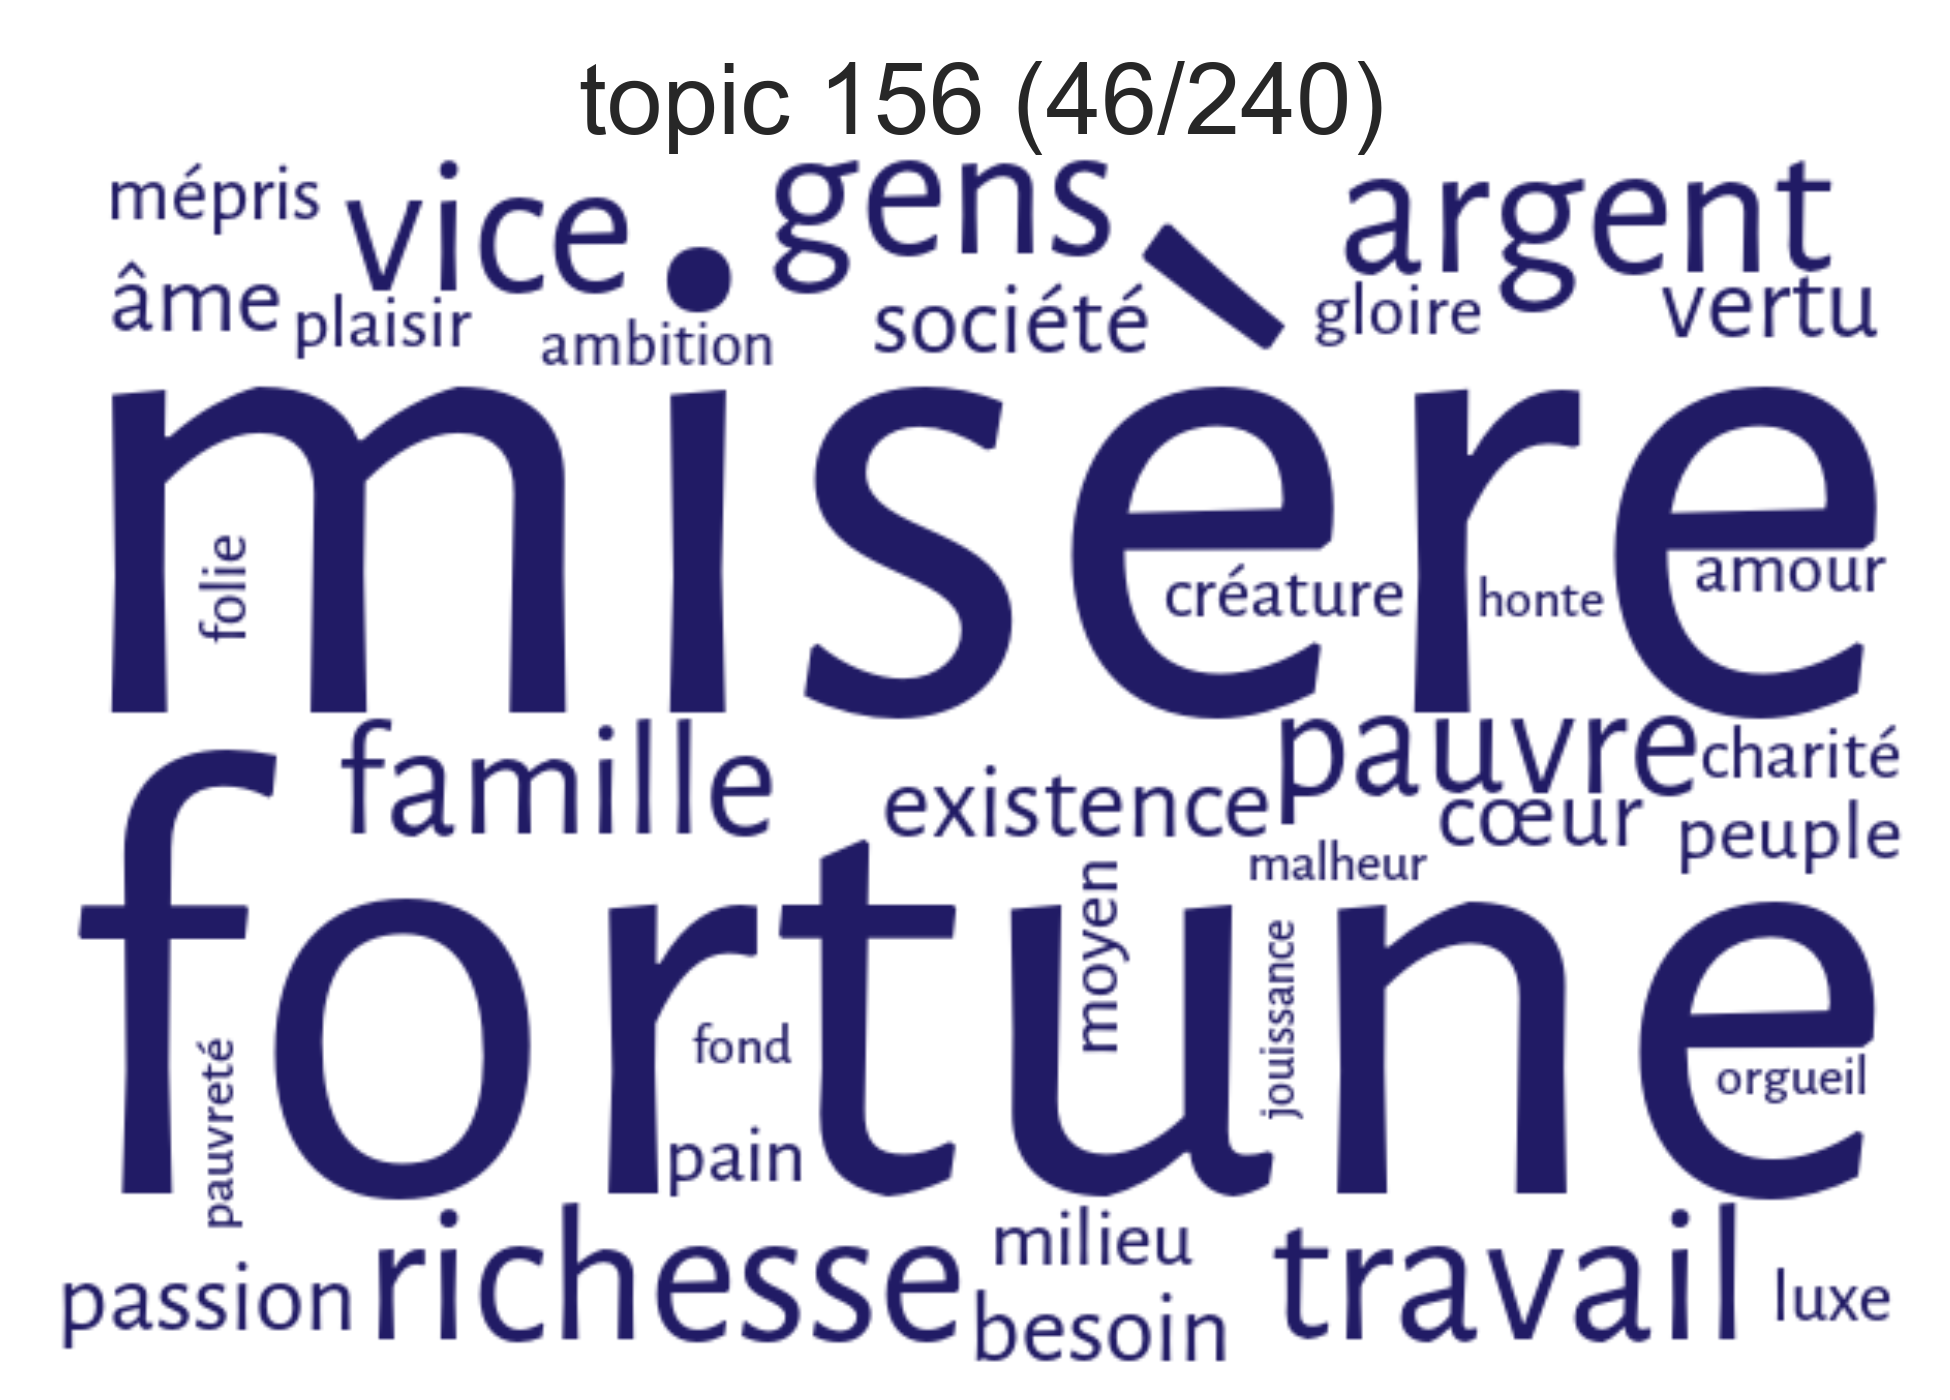 topic 156 (46/240)
mépris vice gens argent
âme plaisir ambition société gloire vertu
misère
folie créature honte amour
famille existence pauvre charité
cœur peuple
malheur
fortune
moyen jouissance
pauvreté fond orgueil
pain
passion richesse milieu travail luxe
besoin